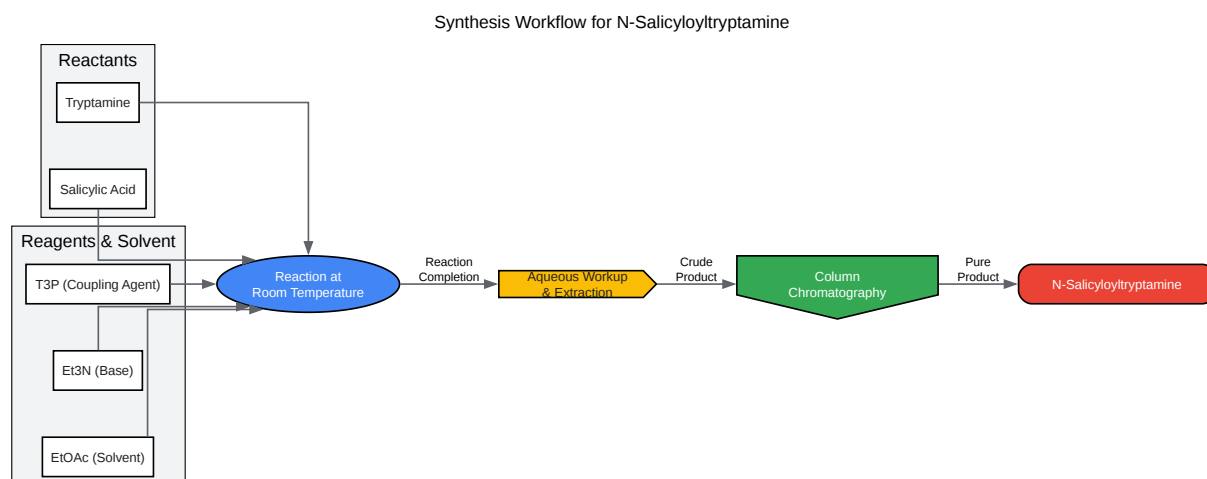 Synthesis Workflow for N-Salicyloyltryptamine
Reactants
Tryptamine
Salicylic Acid
Reagents & Solvent
T3P (Coupling Agent)
Et3N (Base)
EtOAc (Solvent)
Reaction at
Room Temperature
Reaction
Completion
Aqueous Workup
& Extraction
Crude
Product
Column
Chromatography
Pure
Product
N-Salicyloyltryptamine